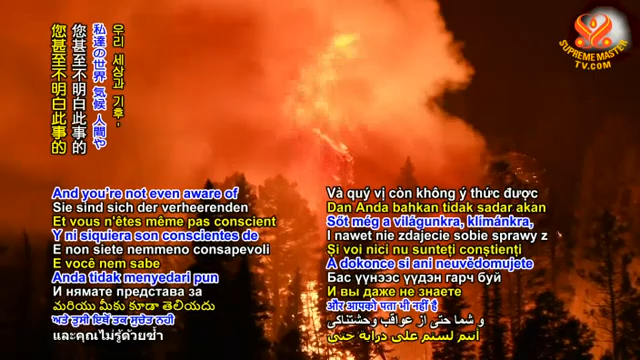 우리 세상과 기후,
私達の世界 気候 人間や
您甚至不明白此事的
您甚至不明白此事的
SUPREME MASTER
TV.COM
And you're not even aware of
Sie sind sich der verheerenden
Et vous n'êtes même pas conscient
Y ni siquiera son conscientes de
E non siete nemmeno consapevoli
E você nem sabe
Anda tidak menyedari pun
И нямате представа за
మరియు మీకు కూడా తెలియదు
ਅਤੇ ਤੁਸੀਂ ਇਥੋਂ ਤਕ ਸੁਚੇਤ ਨਹੀਂ
และคุณไม่รู้ด้วยซ้ำ
Và quý vị còn không ý thức được
Dan Anda bahkan tidak sadar akan
Sőt még a világunkra, klímánkra,
I nawet nie zdajecie sobie sprawy z
Și voi nici nu sunteți conștienți
A dokonce si ani neuvědomujete
Бас үүнээс үүдэн гарч буй
И вы даже не знаете
और आपको पता भी नहीं है
و شما حتی از عواقب وحشتناکی
أنتم لستم على دراية حتى